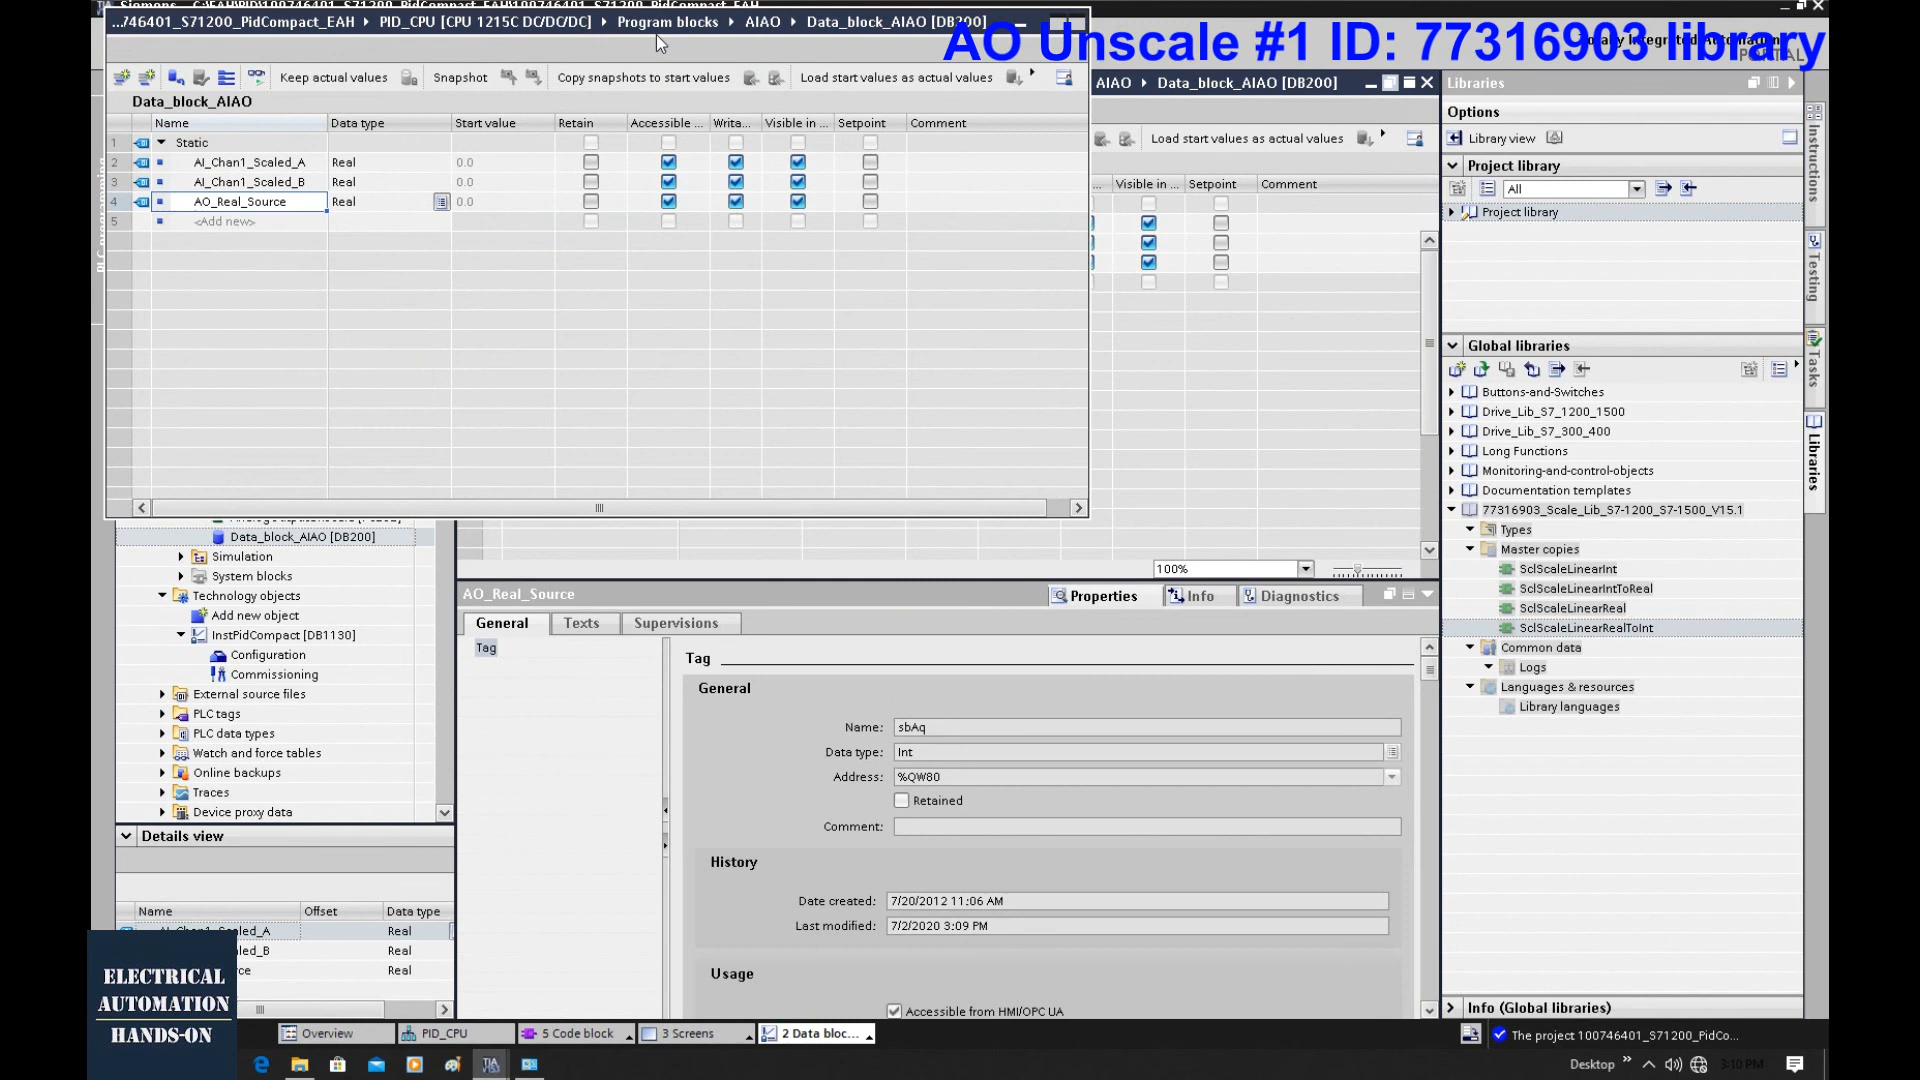 AO Unscale #1 ID: 77316903 library
...746401_S71200_PidCompact_EAH ▸ PID_CPU [CPU 1215C DC/DC/DC] ▸ Program blocks ▸ AIAO ▸ Data_block_AIAO [DB200]
Keep actual values Snapshot Copy snapshots to start values Load start values as actual values
Data_block_AIAO
Name Data type Start value Retain Accessible ... Writa... Visible in ... Setpoint Comment
1 Static
2 AI_Chan1_Scaled_A Real 0.0
3 AI_Chan1_Scaled_B Real 0.0
4 AO_Real_Source Real 0.0
5 <Add new>
AIAO ▸ Data_block_AIAO [DB200]
Load start values as actual values
... Visible in ... Setpoint Comment
100%
Data_block_AIAO [DB200]
Simulation
System blocks
Technology objects
Add new object
InstPidCompact [DB1130]
Configuration
Commissioning
External source files
PLC tags
PLC data types
Watch and force tables
Online backups
Traces
Device proxy data
Details view
Name Offset Data type
Real
Real
Real
AO_Real_Source
Properties Info Diagnostics
General Texts Supervisions
Tag
Tag
General
Name: sbAq
Data type: Int
Address: %QW80
Retained
Comment:
History
Date created: 7/20/2012 11:06 AM
Last modified: 7/2/2020 3:09 PM
Usage
Accessible from HMI/OPC UA
Libraries
Options
Library view
Project library
All
Project library
Global libraries
Buttons-and-Switches
Drive_Lib_S7_1200_1500
Drive_Lib_S7_300_400
Long Functions
Monitoring-and-control-objects
Documentation templates
77316903_Scale_Lib_S7-1200_S7-1500_V15.1
Types
Master copies
SclScaleLinearInt
SclScaleLinearIntToReal
SclScaleLinearReal
SclScaleLinearRealToInt
Common data
Logs
Languages & resources
Library languages
Info (Global libraries)
Instructions
Testing
Tasks
Libraries
ELECTRICAL
AUTOMATION
HANDS-ON
Overview PID_CPU 5 Code block 3 Screens 2 Data bloc...
The project 100746401_S71200_PidCo...
Desktop
3:10 PM